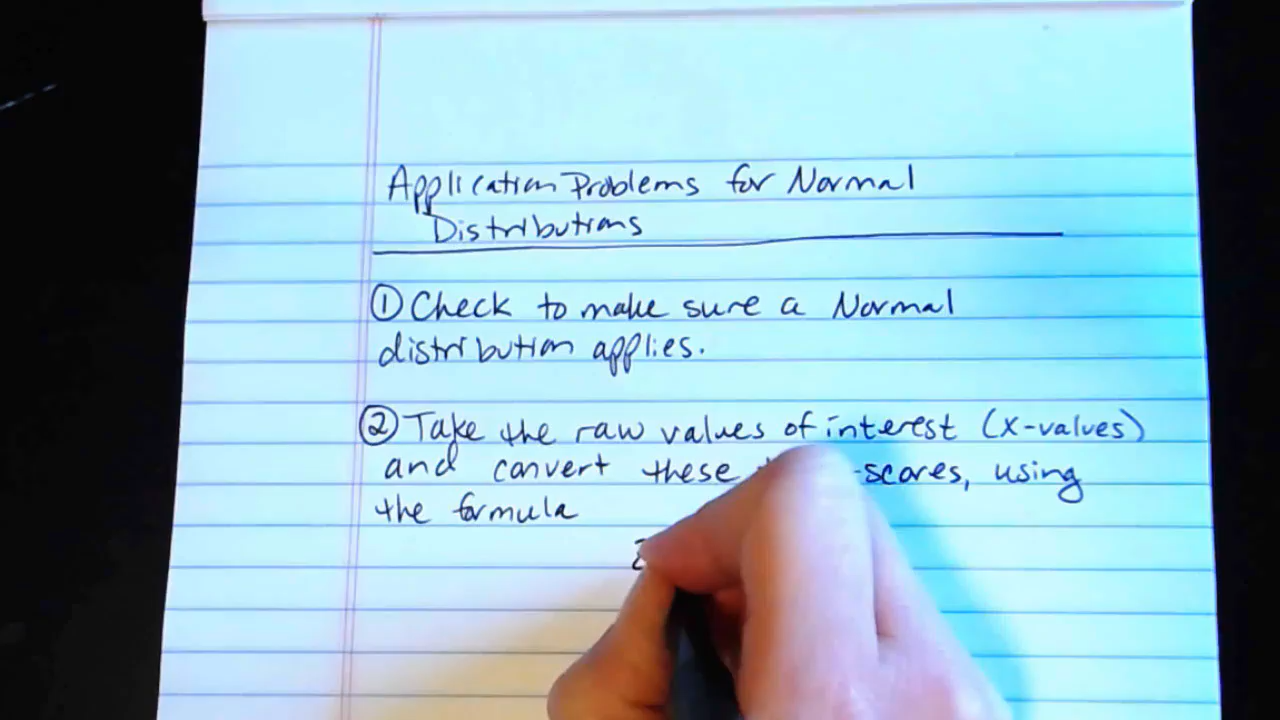 Application Problems for Normal
Distributions
① Check to make sure a Normal
distribution applies.
② Take the raw values of interest (x-values)
and convert these -scores, using
the formula
z